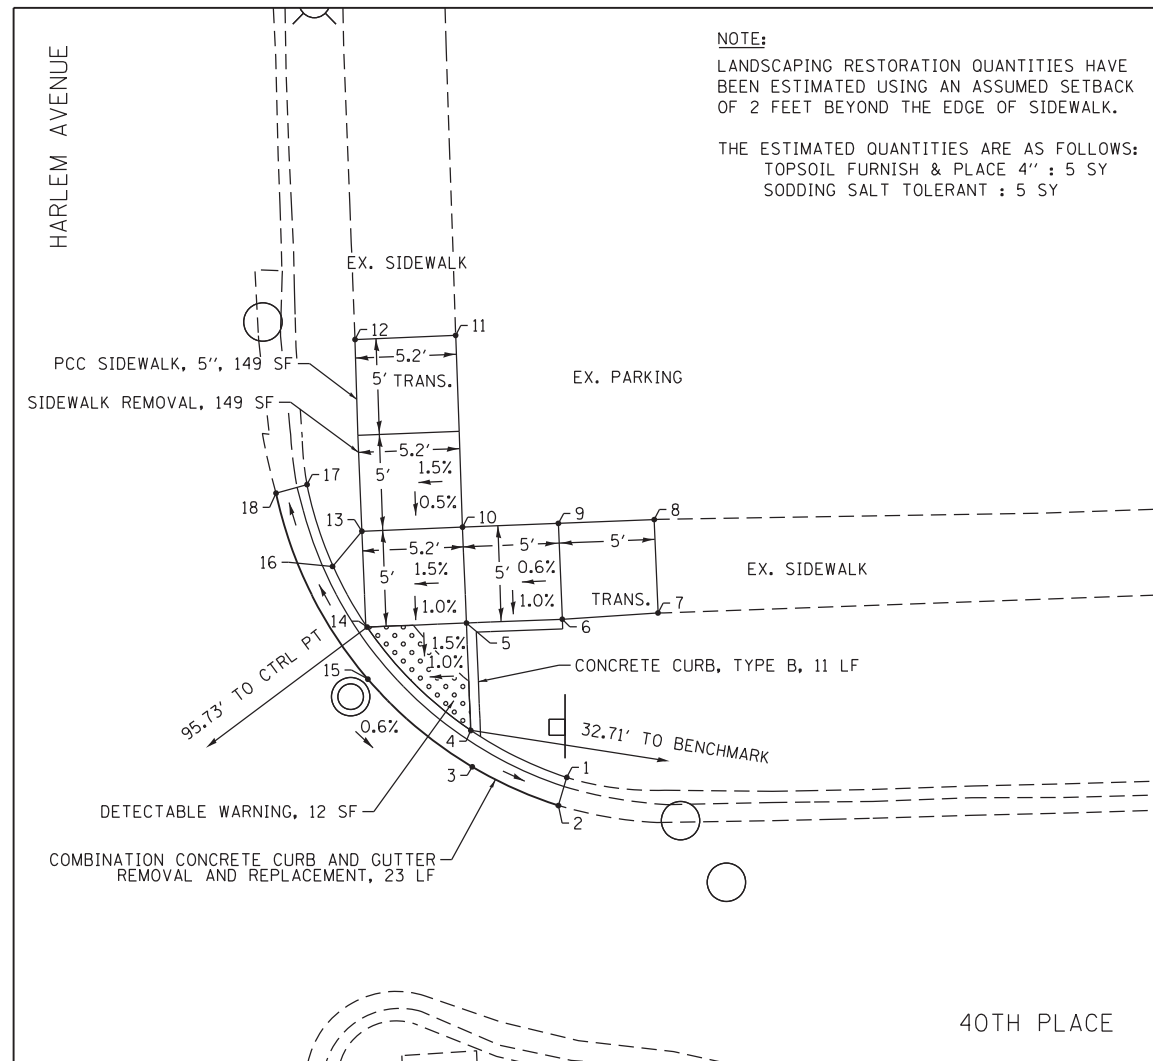 HARLEM AVENUE
NOTE:
LANDSCAPING RESTORATION QUANTITIES HAVE
BEEN ESTIMATED USING AN ASSUMED SETBACK
OF 2 FEET BEYOND THE EDGE OF SIDEWALK.
THE ESTIMATED QUANTITIES ARE AS FOLLOWS:
TOPSOIL FURNISH & PLACE 4" : 5 SY
SODDING SALT TOLERANT : 5 SY
EX. SIDEWALK
12
11
PCC SIDEWALK, 5", 149 SF
5.2'
5' TRANS.
EX. PARKING
SIDEWALK REMOVAL, 149 SF
5.2'
1.5%
5'
0.5%
17
18
13
10
9
8
5.2'
5'
5'
16
5'
1.5%
1.0%
5'
0.6%
1.0%
TRANS.
EX. SIDEWALK
7
14
5
6
1.5%
1.0%
CONCRETE CURB, TYPE B, 11 LF
15
95.73' TO CTRL PT
0.6%
4
32.71' TO BENCHMARK
3
1
2
DETECTABLE WARNING, 12 SF
COMBINATION CONCRETE CURB AND GUTTER
REMOVAL AND REPLACEMENT, 23 LF
40TH PLACE